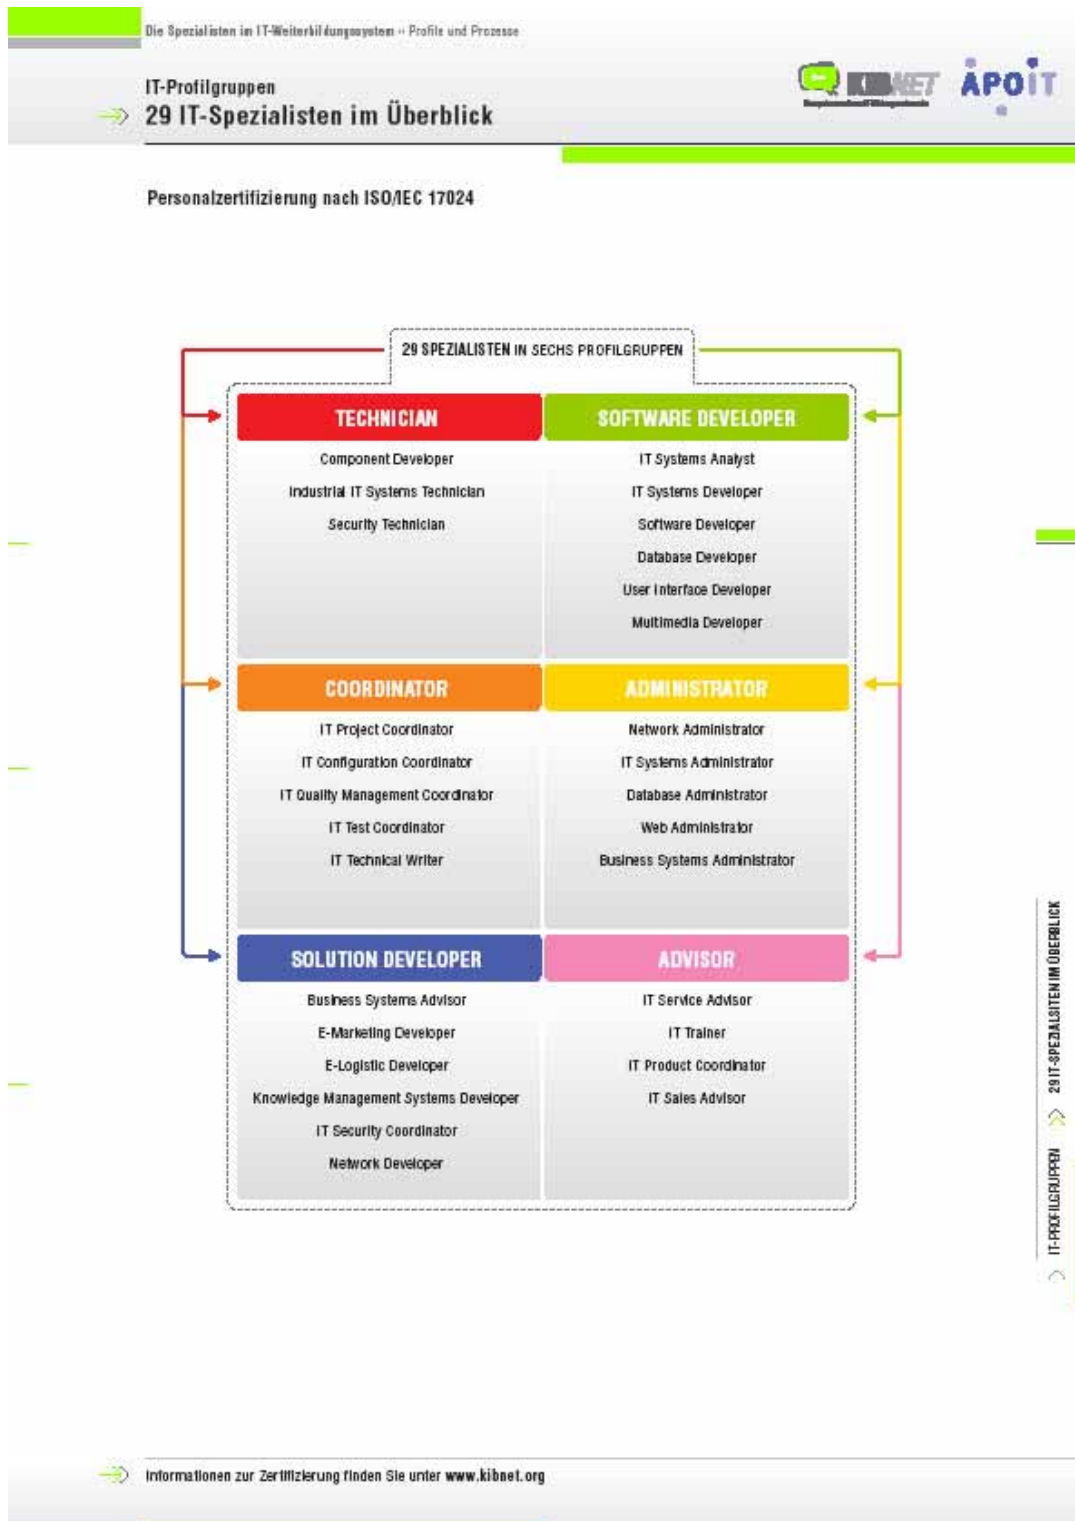 Die Spezialisten im IT-Weiterbildungssystem – Profile und Prozesse
IT-Profilgruppen
29 IT-Spezialisten im Überblick
KIBNET
APOIT
Personalzertifizierung nach ISO/IEC 17024
29 SPEZIALISTEN IN SECHS PROFILGRUPPEN
TECHNICIAN
Component Developer
Industrial IT Systems Technician
Security Technician
SOFTWARE DEVELOPER
IT Systems Analyst
IT Systems Developer
Software Developer
Database Developer
User Interface Developer
Multimedia Developer
COORDINATOR
IT Project Coordinator
IT Configuration Coordinator
IT Quality Management Coordinator
IT Test Coordinator
IT Technical Writer
ADMINISTRATOR
Network Administrator
IT Systems Administrator
Database Administrator
Web Administrator
Business Systems Administrator
SOLUTION DEVELOPER
Business Systems Advisor
E-Marketing Developer
E-Logistic Developer
Knowledge Management Systems Developer
IT Security Coordinator
Network Developer
ADVISOR
IT Service Advisor
IT Trainer
IT Product Coordinator
IT Sales Advisor
IT-PROFILGRUPPEN
29 IT-SPEZIALSITEN IM ÜBERBLICK
Informationen zur Zertifizierung finden Sie unter www.kibnet.org